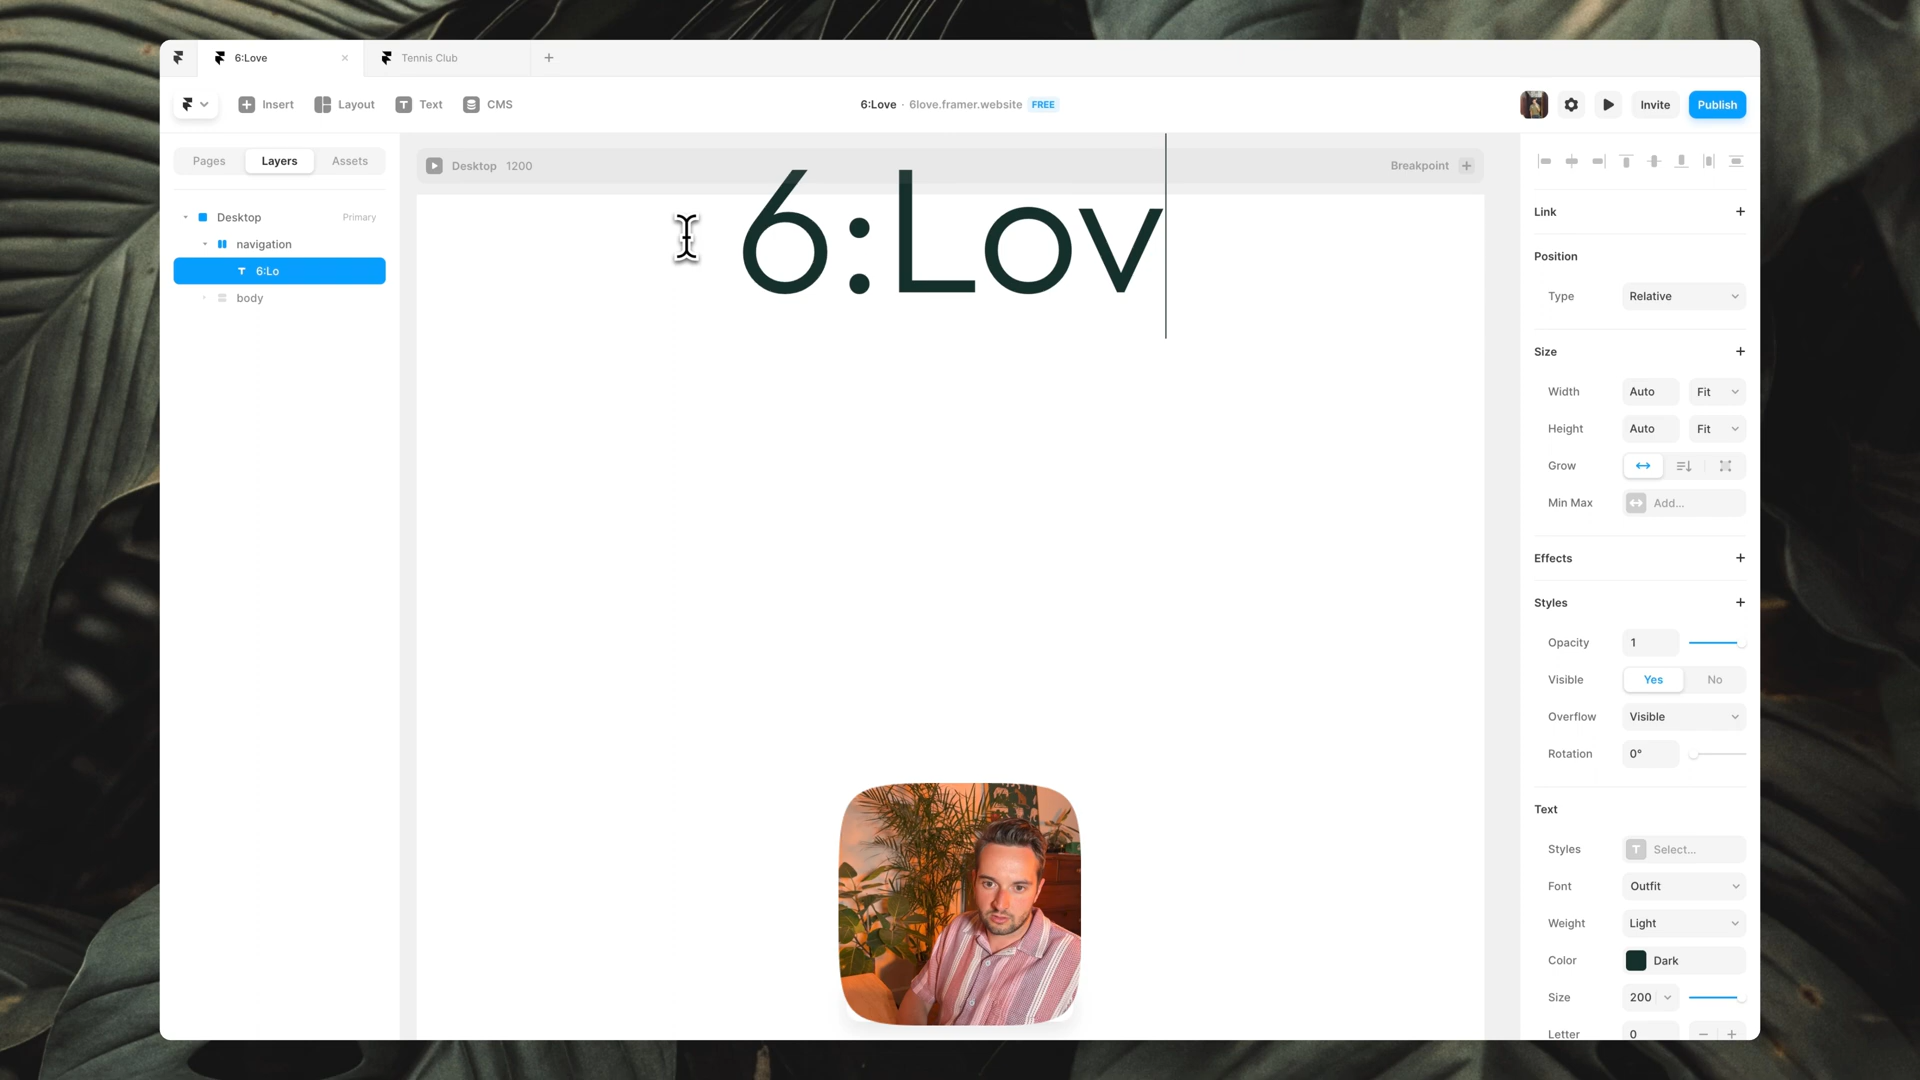 6:Love
Tennis Club
Insert
Layout
Text
CMS
6:Love · 6love.framer.website FREE
Invite
Publish
Pages
Layers
Assets
Desktop 1200
Breakpoint
Desktop Primary
navigation
6:Lo
body
6:Lov
Link
Position
Type Relative
Size
Width Auto Fit
Height Auto Fit
Grow
Min Max Add...
Effects
Styles
Opacity 1
Visible Yes No
Overflow Visible
Rotation 0°
Text
Styles Select...
Font Outfit
Weight Light
Color Dark
Size 200
Letter 0